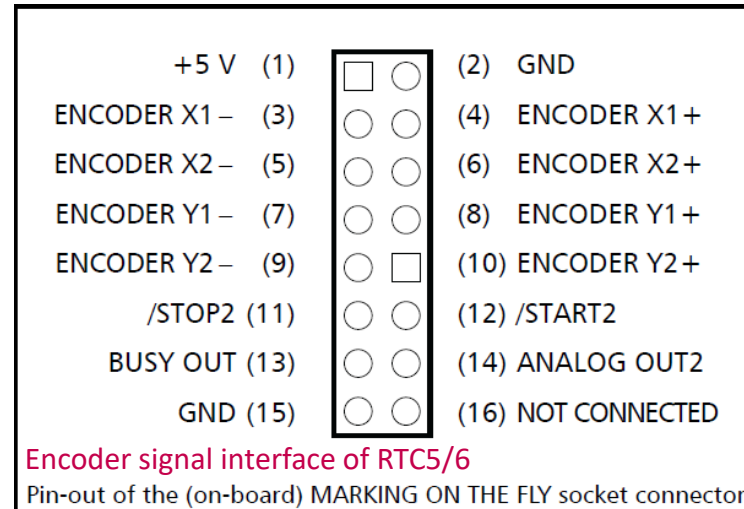 +5 V (1) (2) GND
ENCODER X1– (3) (4) ENCODER X1+
ENCODER X2– (5) (6) ENCODER X2+
ENCODER Y1– (7) (8) ENCODER Y1+
ENCODER Y2– (9) (10) ENCODER Y2+
/STOP2 (11) (12) /START2
BUSY OUT (13) (14) ANALOG OUT2
GND (15) (16) NOT CONNECTED
Encoder signal interface of RTC5/6
Pin-out of the (on-board) MARKING ON THE FLY socket connector